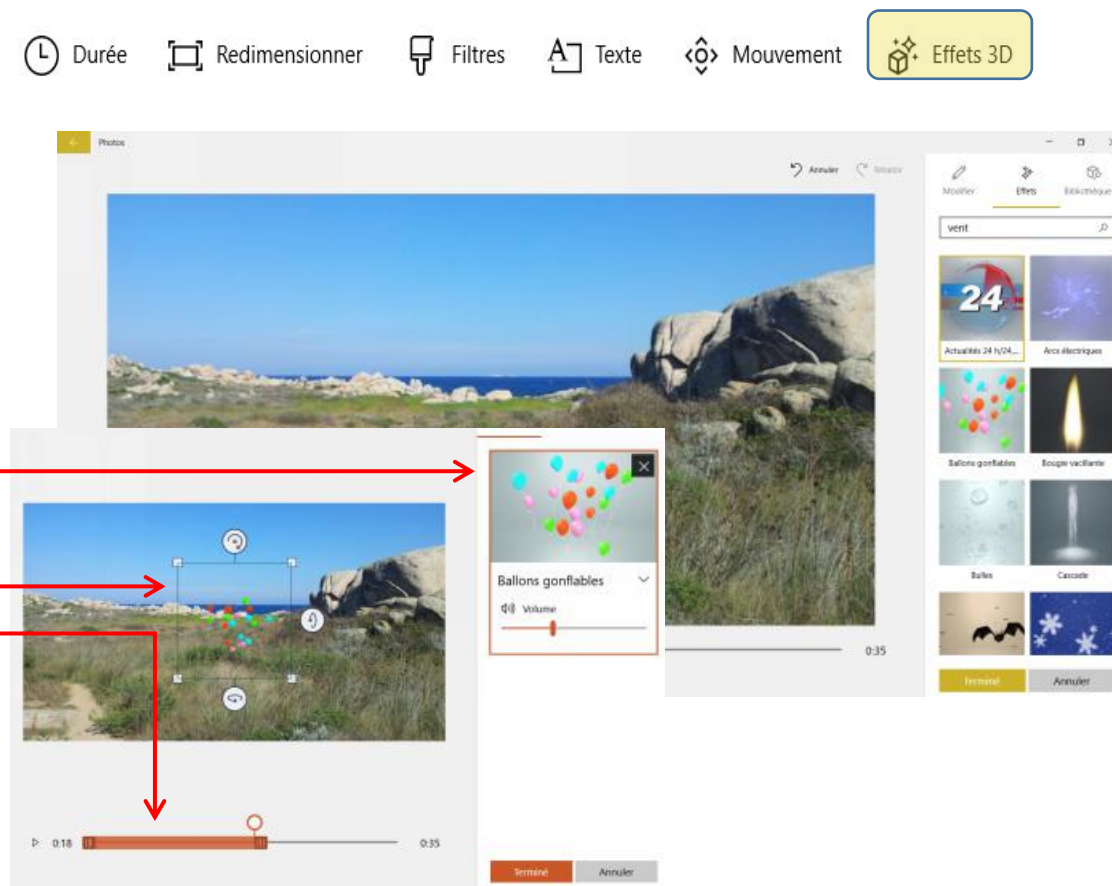 Durée Redimensionner Filtres Texte Mouvement Effets 3D
Photos
Annuler Rétablir
Modifier Effets Bibliothèque
vent
24
Actualités 24 h/24,... Arcs électriques
Ballons gonflables Bougie vacillante
Bulles Cascade
0:35
Terminé Annuler
Ballons gonflables
Volume
0:18 0:35
Terminé Annuler